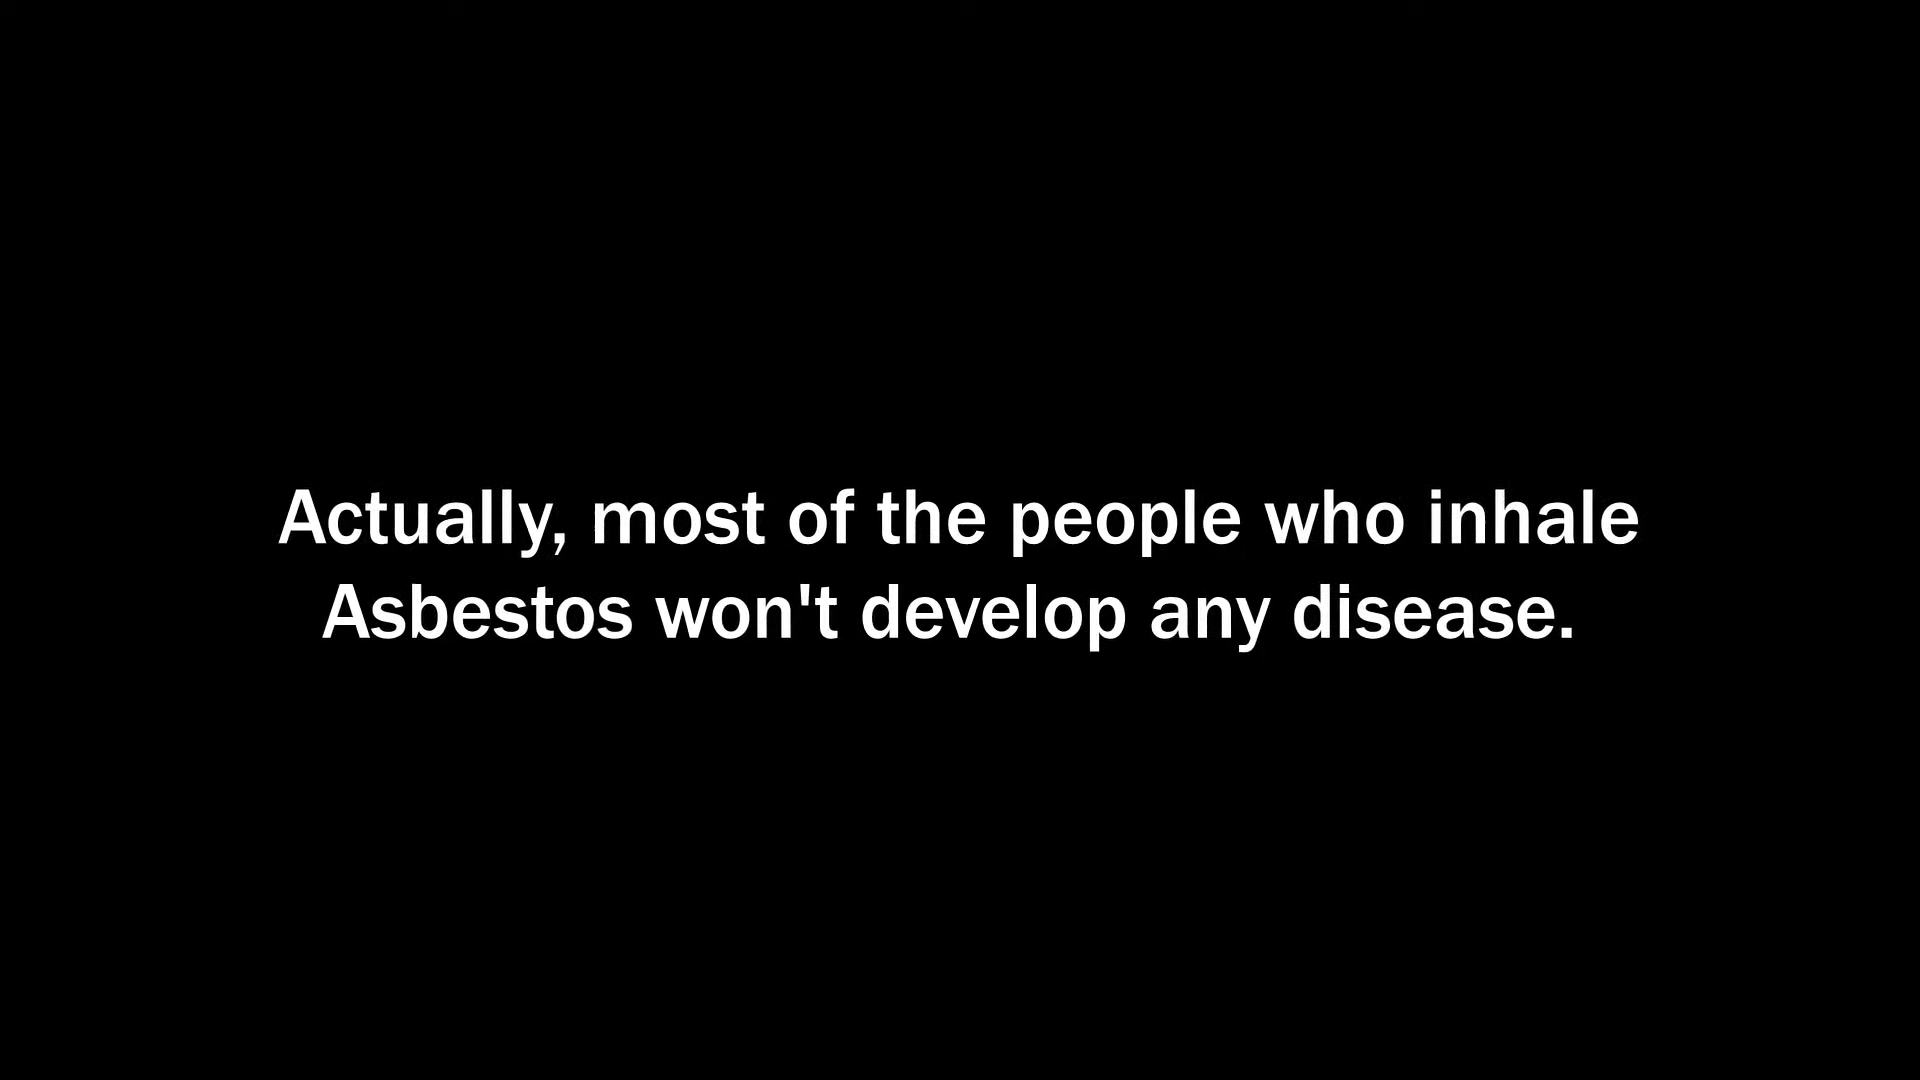 Actually, most of the people who inhale
Asbestos won't develop any disease.